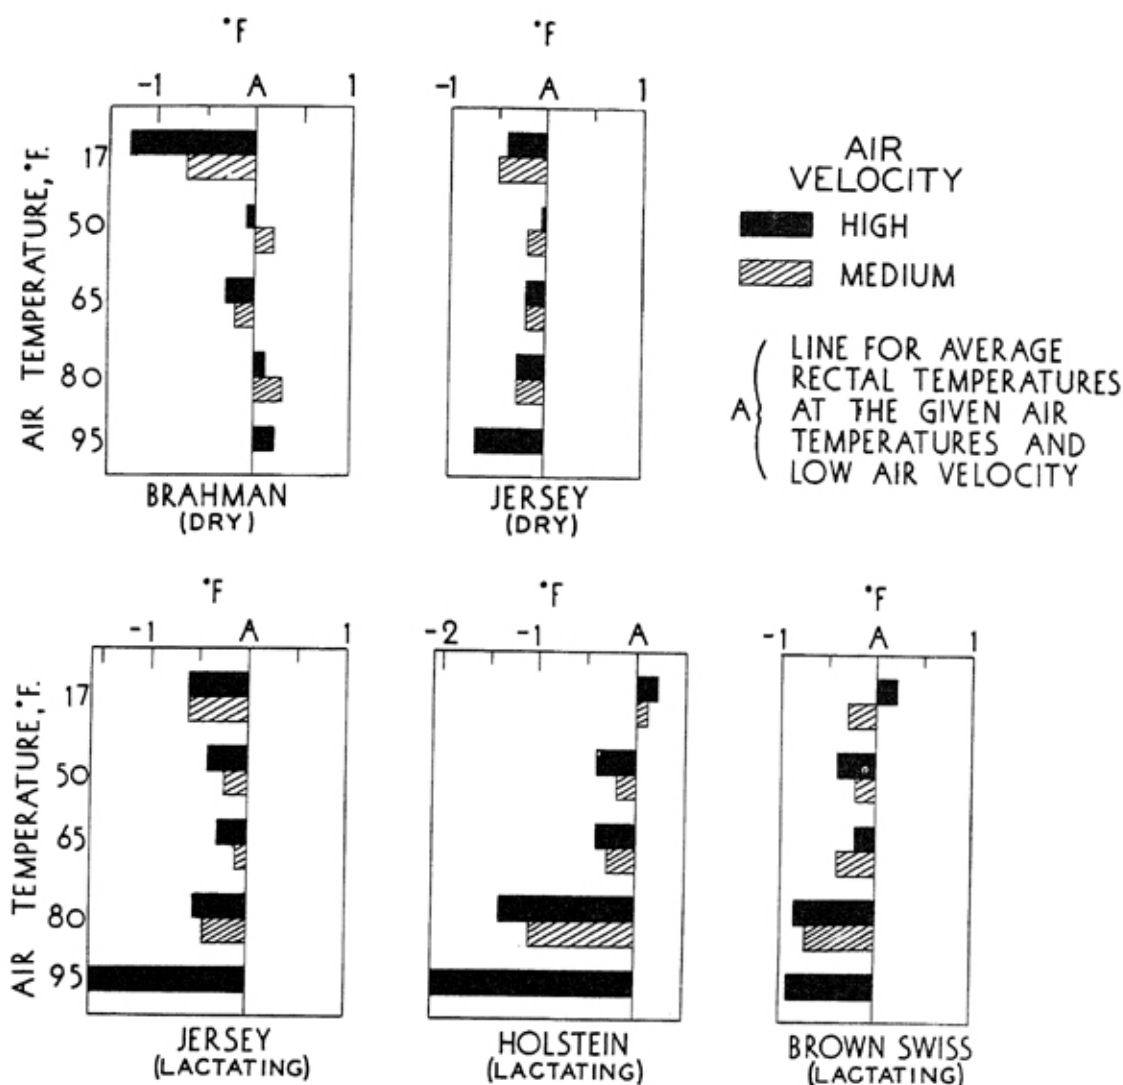 °F
-1 A 1
AIR TEMPERATURE, °F.
17
50
65
80
95
BRAHMAN
(DRY)
°F
-1 A 1
JERSEY
(DRY)
AIR
VELOCITY
HIGH
MEDIUM
A { LINE FOR AVERAGE
RECTAL TEMPERATURES
AT THE GIVEN AIR
TEMPERATURES AND
LOW AIR VELOCITY
°F
-1 A 1
AIR TEMPERATURE, °F.
17
50
65
80
95
JERSEY
(LACTATING)
°F
-2 -1 A
HOLSTEIN
(LACTATING)
°F
-1 A 1
BROWN SWISS
(LACTATING)